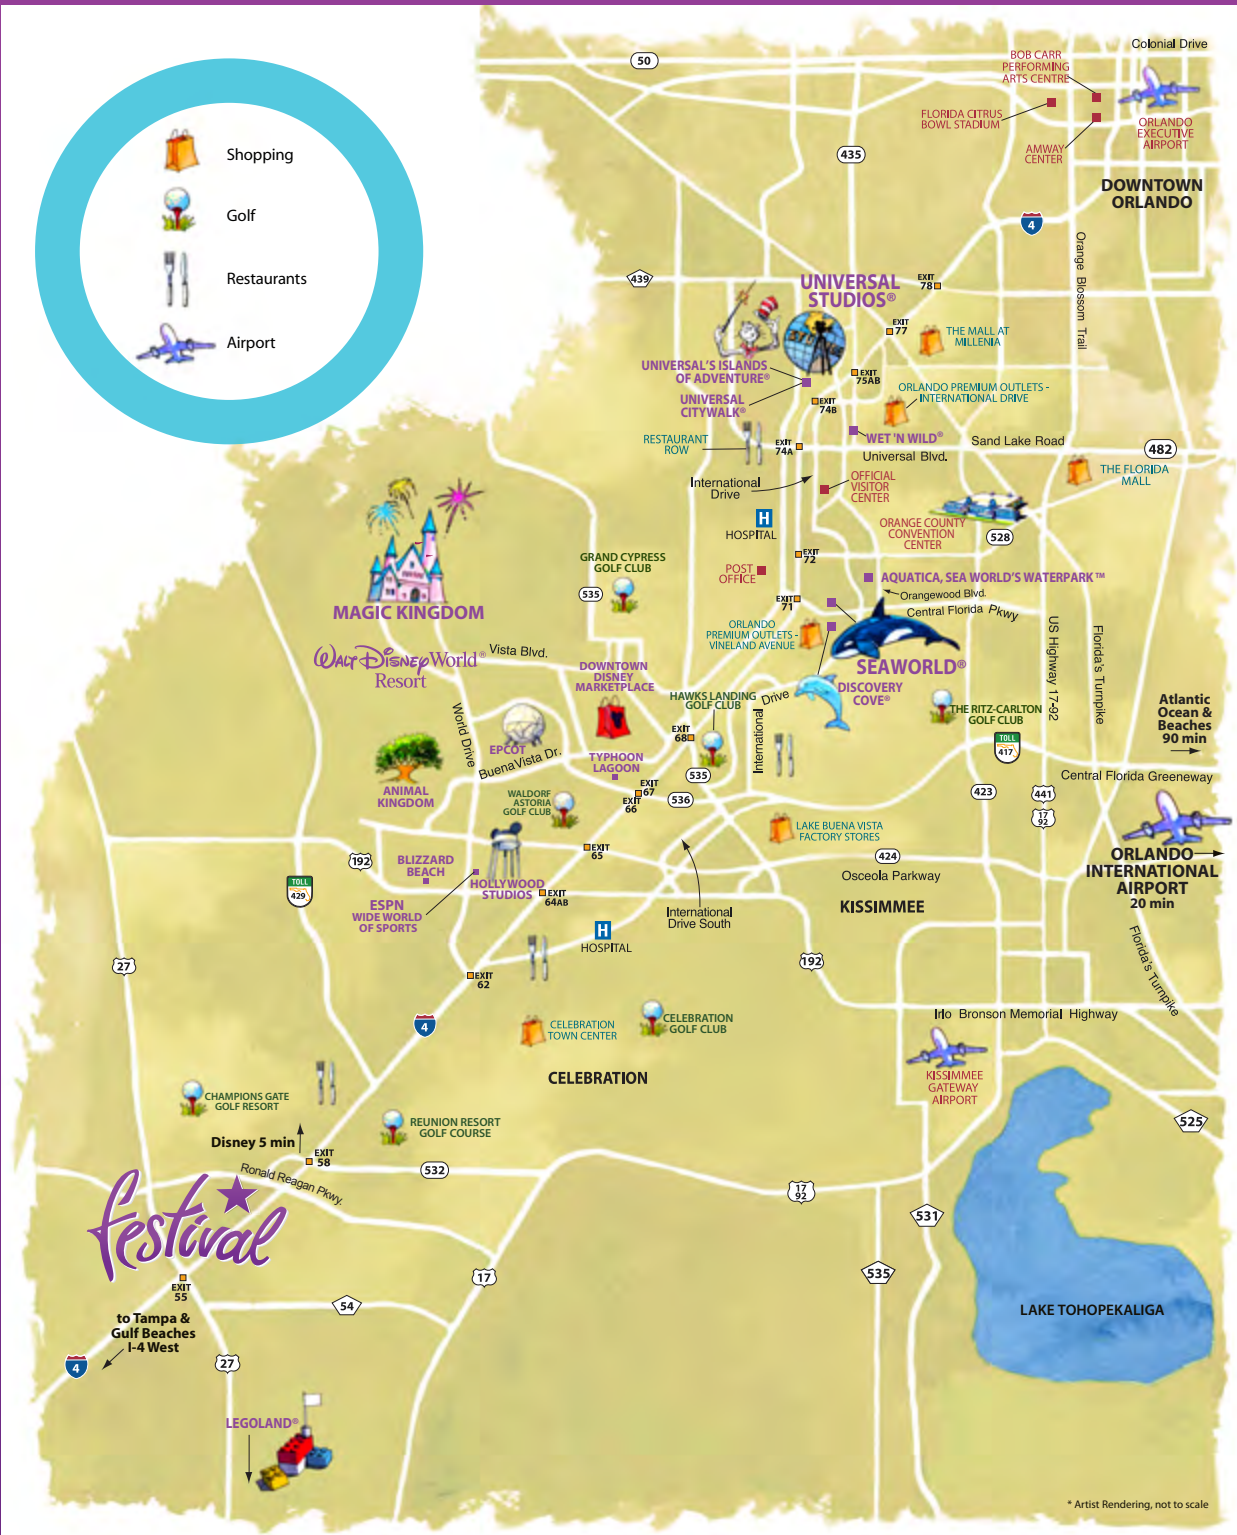 Shopping
Golf
Restaurants
Airport
Colonial Drive
50
BOB CARR
PERFORMING
ARTS CENTRE
FLORIDA CITRUS
BOWL STADIUM
ORLANDO
EXECUTIVE
AIRPORT
AMWAY
CENTER
435
DOWNTOWN
ORLANDO
4
Orange Blossom Trail
439
UNIVERSAL
STUDIOS®
EXIT
78
EXIT
77
THE MALL AT
MILLENIA
UNIVERSAL'S ISLANDS
OF ADVENTURE®
EXIT
75AB
ORLANDO PREMIUM OUTLETS -
INTERNATIONAL DRIVE
UNIVERSAL
CITYWALK®
EXIT
74B
RESTAURANT
ROW
EXIT
74A
WET 'N WILD®
Sand Lake Road
Universal Blvd.
482
THE FLORIDA
MALL
International
Drive
OFFICIAL
VISITOR
CENTER
H
HOSPITAL
ORANGE COUNTY
CONVENTION
CENTER
528
EXIT
72
GRAND CYPRESS
GOLF CLUB
535
POST
OFFICE
AQUATICA, SEA WORLD'S WATERPARK™
Orangewood Blvd.
Central Florida Pkwy
EXIT
71
MAGIC KINGDOM
WALT DISNEY World®
Resort
Vista Blvd.
ORLANDO
PREMIUM OUTLETS -
VINELAND AVENUE
SEAWORLD®
DISCOVERY
COVE®
US Highway 17-92
Florida's Turnpike
DOWNTOWN
DISNEY
MARKETPLACE
HAWKS LANDING
GOLF CLUB
International Drive
THE RITZ-CARLTON
GOLF CLUB
Atlantic
Ocean &
Beaches
90 min
World Drive
EPCOT
Buena Vista Dr.
EXIT
68
TOLL
417
TYPHOON
LAGOON
535
Central Florida Greeneway
ANIMAL
KINGDOM
WALDORF
ASTORIA
GOLF CLUB
EXIT
67
EXIT
66
536
423
441
17
92
LAKE BUENA VISTA
FACTORY STORES
ORLANDO
INTERNATIONAL
AIRPORT
20 min
192
EXIT
65
424
Osceola Parkway
BLIZZARD
BEACH
HOLLYWOOD
STUDIOS
TOLL
429
EXIT
64AB
ESPN
WIDE WORLD
OF SPORTS
International
Drive South
KISSIMMEE
H
HOSPITAL
Florida's Turnpike
27
192
EXIT
62
4
CELEBRATION
TOWN CENTER
CELEBRATION
GOLF CLUB
Irlo Bronson Memorial Highway
CELEBRATION
KISSIMMEE
GATEWAY
AIRPORT
CHAMPIONS GATE
GOLF RESORT
REUNION RESORT
GOLF COURSE
525
Disney 5 min
EXIT
58
532
Ronald Reagan Pkwy.
17
92
festival
531
535
17
EXIT
55
54
LAKE TOHOPEKALIGA
to Tampa &
Gulf Beaches
I-4 West
4
27
LEGOLAND®
* Artist Rendering, not to scale